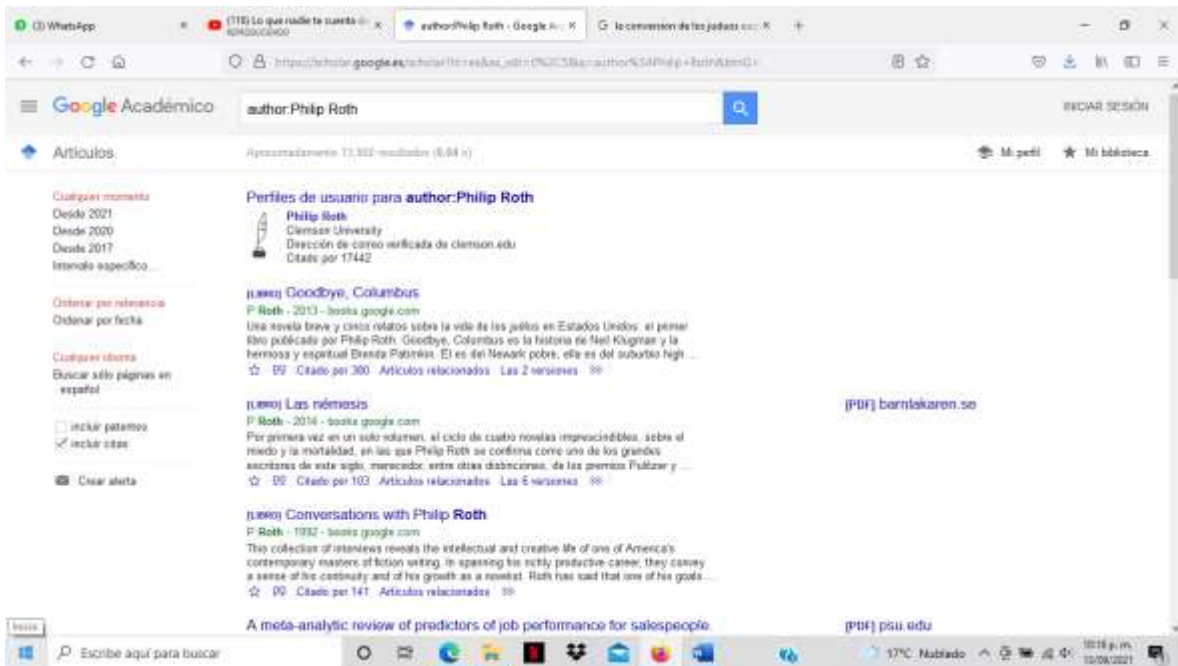 (1) WhatsApp
(118) Lo que nadie te cuenta
author:Philip Roth - Google Ac
la conversion de los judios
google.es
Google Académico
author:Philip Roth
INICIAR SESIÓN
Artículos
resultados (0.04 s)
Mi perfil
Mi biblioteca
Cualquier momento
Desde 2021
Desde 2020
Desde 2017
Intervalo específico...
Ordenar por relevancia
Ordenar por fecha
Cualquier idioma
Buscar sólo páginas en
español
incluir patentes
incluir citas
Crear alerta
Perfiles de usuario para author:Philip Roth
Philip Roth
Clemson University
Dirección de correo verificada de clemson.edu
Citado por 17442
[LIBRO] Goodbye, Columbus
P Roth - 2013 - books.google.com
Una novela breve y cinco relatos sobre la vida de los judíos en Estados Unidos: el primer
libro publicado por Philip Roth. Goodbye, Columbus es la historia de Neil Klugman y la
hermosa y espiritual Brenda Patimkin. El es del Newark pobre, ella es del suburbio high ...
Citado por 380 Artículos relacionados Las 2 versiones
[LIBRO] Las némesis
P Roth - 2014 - books.google.com
[PDF] barnlakaren.se
Por primera vez en un solo volumen, el ciclo de cuatro novelas imprescindibles, sobre el
miedo y la mortalidad, en las que Philip Roth se confirma como uno de los grandes
escritores de este siglo, merecedor, entre otras distinciones, de los premios Pulitzer y ...
Citado por 103 Artículos relacionados Las 6 versiones
[LIBRO] Conversations with Philip Roth
P Roth - 1992 - books.google.com
This collection of interviews reveals the intellectual and creative life of one of America's
contemporary masters of fiction writing. In spanning his richly productive career, they convey
a sense of his continuity and of his growth as a novelist. Roth has said that one of his goals ...
Citado por 141 Artículos relacionados
A meta-analytic review of predictors of job performance for salespeople.
[PDF] psu.edu
Inicio
Escribe aquí para buscar
17°C Nublado